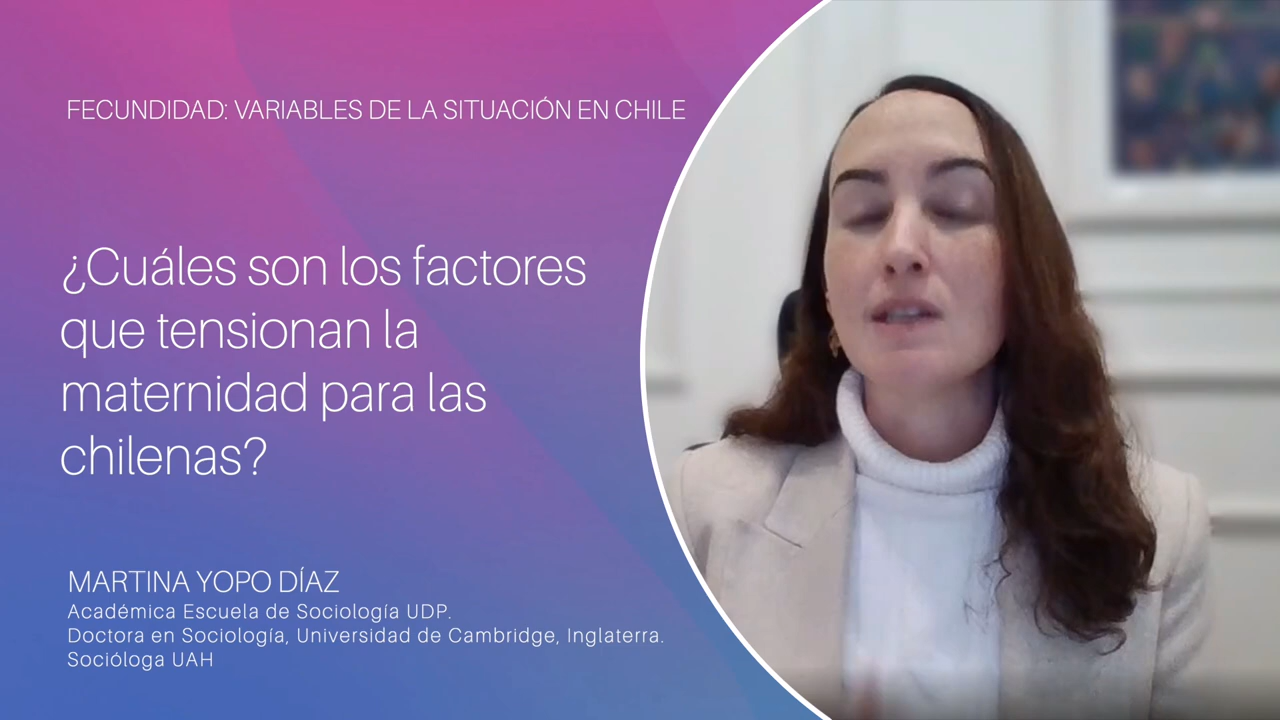 FECUNDIDAD: VARIABLES DE LA SITUACIÓN EN CHILE
¿Cuáles son los factores
que tensionan la
maternidad para las
chilenas?
MARTINA YOPO DÍAZ
Académica Escuela de Sociología UDP.
Doctora en Sociología, Universidad de Cambridge, Inglaterra.
Socióloga UAH